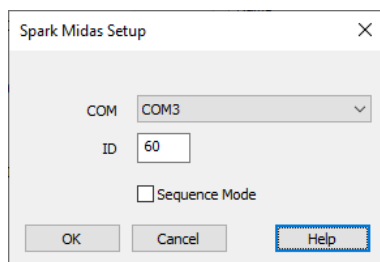 Spark Midas Setup
COM COM3
ID 60
Sequence Mode
OK Cancel Help